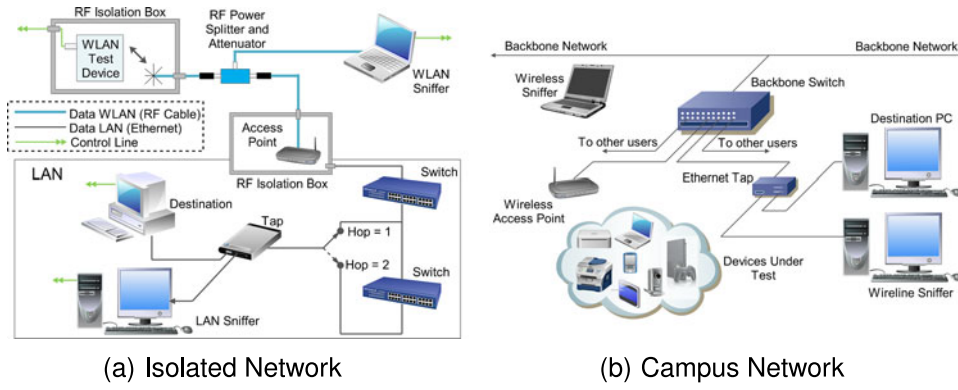 RF Isolation Box
WLAN
Test
Device
RF Power
Splitter and
Attenuator
WLAN
Sniffer
Data WLAN (RF Cable)
Data LAN (Ethernet)
Control Line
Access
Point
RF Isolation Box
LAN
Switch
Destination
Tap
Hop = 1
Hop = 2
Switch
LAN Sniffer
(a) Isolated Network
Backbone Network
Backbone Network
Wireless
Sniffer
Backbone Switch
Destination PC
To other users
To other users
Ethernet Tap
Wireless
Access Point
Devices Under
Test
Wireline Sniffer
(b) Campus Network